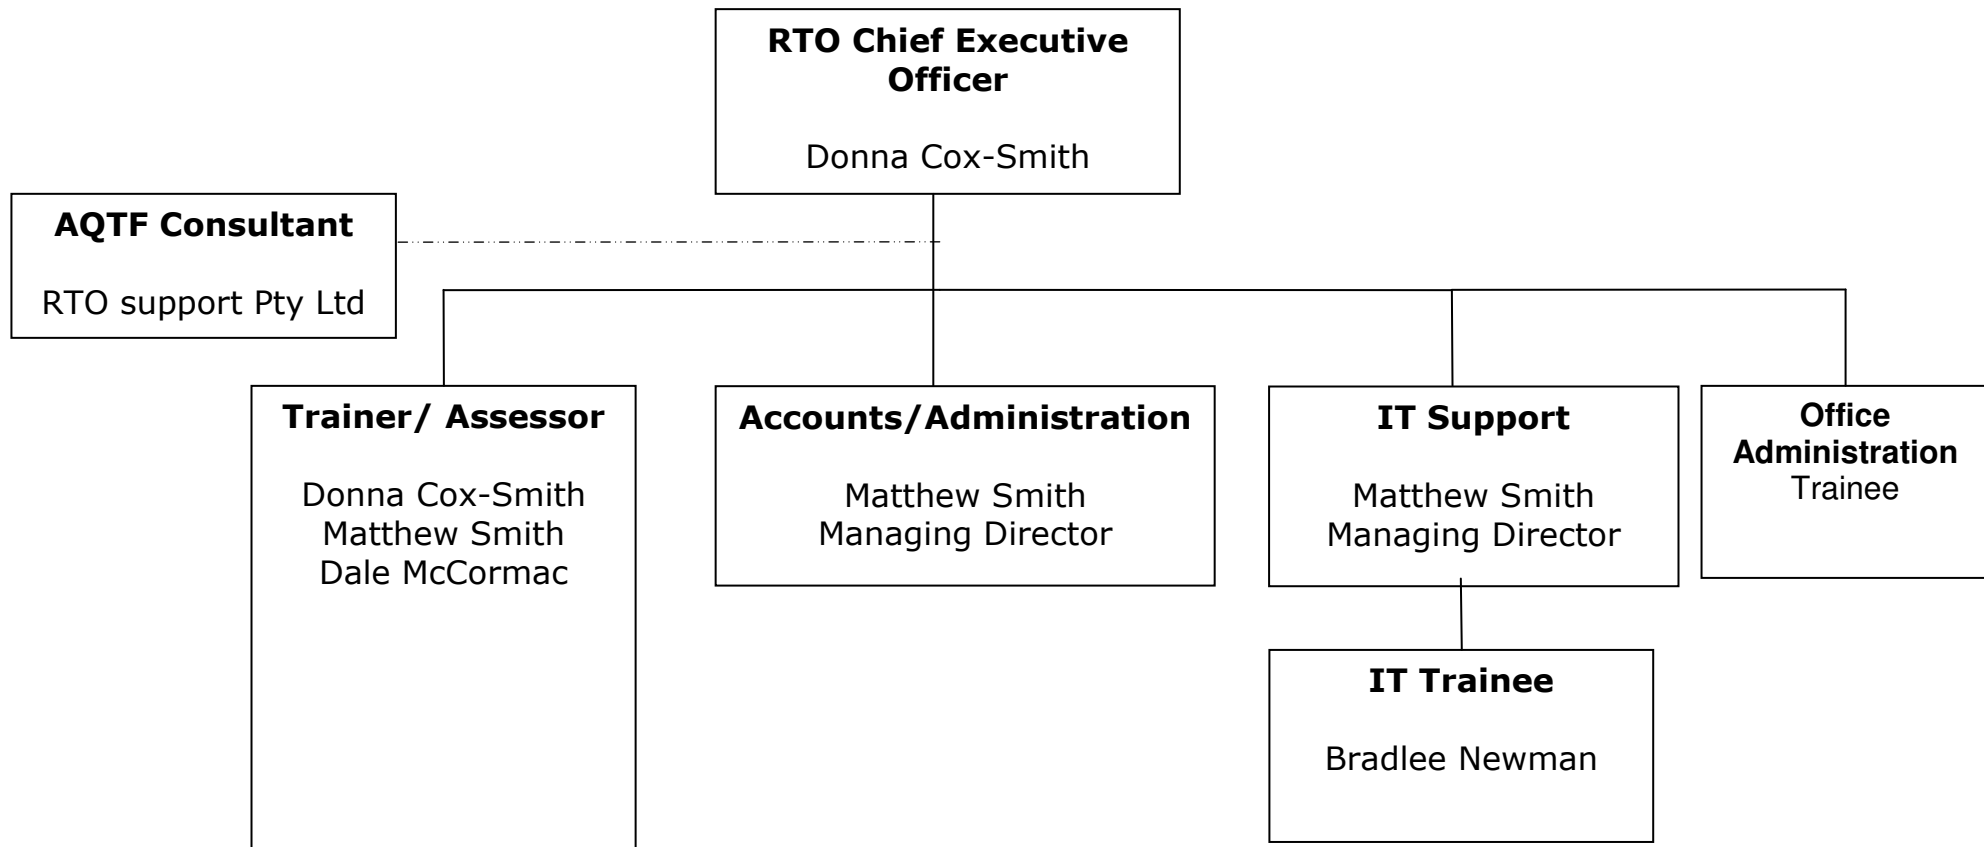 RTO Chief Executive
Officer
Donna Cox-Smith
AQTF Consultant
RTO support Pty Ltd
Trainer/ Assessor
Donna Cox-Smith
Matthew Smith
Dale McCormac
Accounts/Administration
Matthew Smith
Managing Director
IT Support
Matthew Smith
Managing Director
Office
Administration
Trainee
IT Trainee
Bradlee Newman